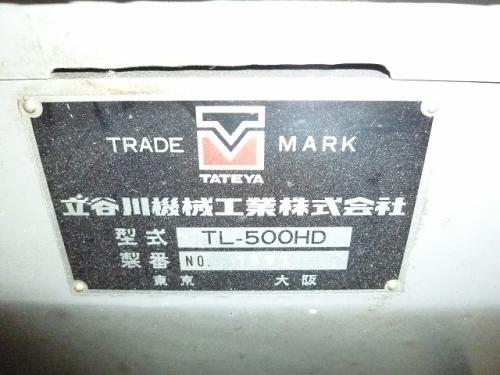 TRADE MARK
TATEYA
立谷川機械工業株式会社
型式 TL-500HD
製番 NO.
東京 大阪